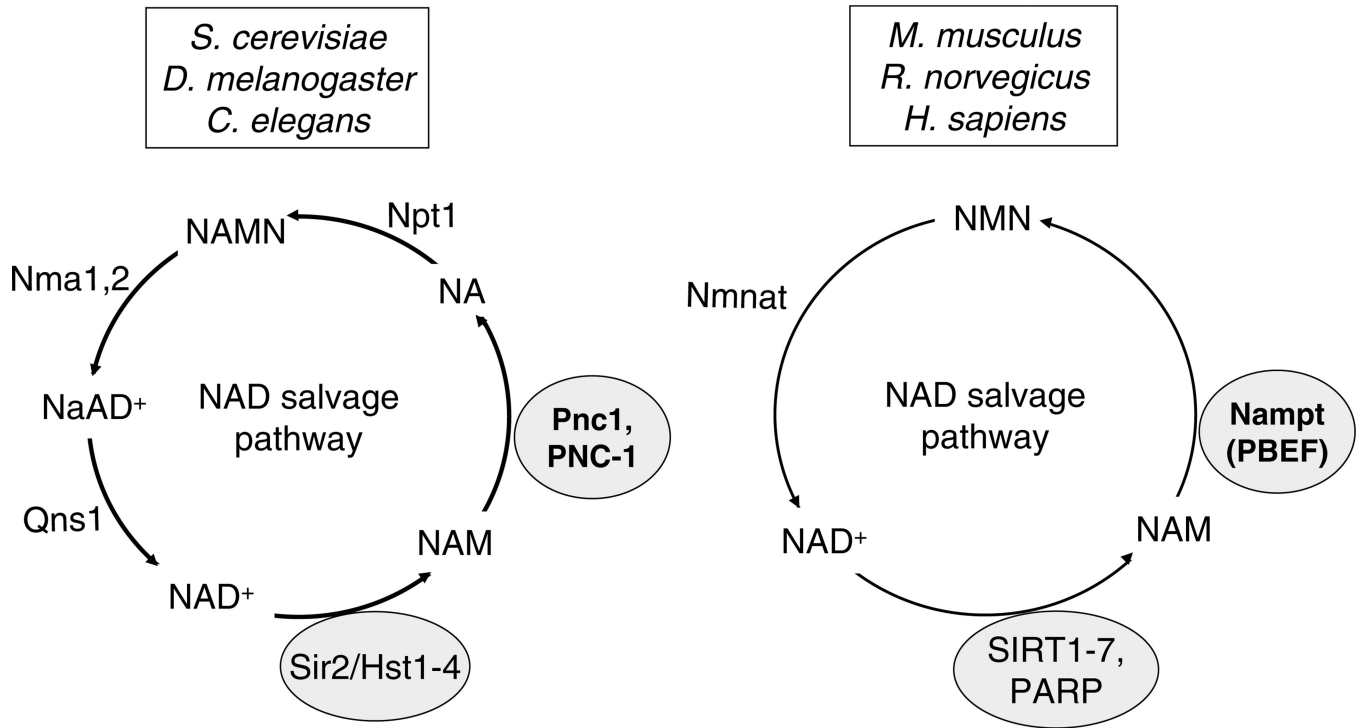 S. cerevisiae
D. melanogaster
C. elegans
NAMN
Npt1
Nma1,2
NA
NaAD⁺
NAD salvage
pathway
Pnc1,
PNC-1
Qns1
NAM
NAD⁺
Sir2/Hst1-4
M. musculus
R. norvegicus
H. sapiens
NMN
Nmnat
NAD salvage
pathway
Nampt
(PBEF)
NAD⁺
NAM
SIRT1-7,
PARP